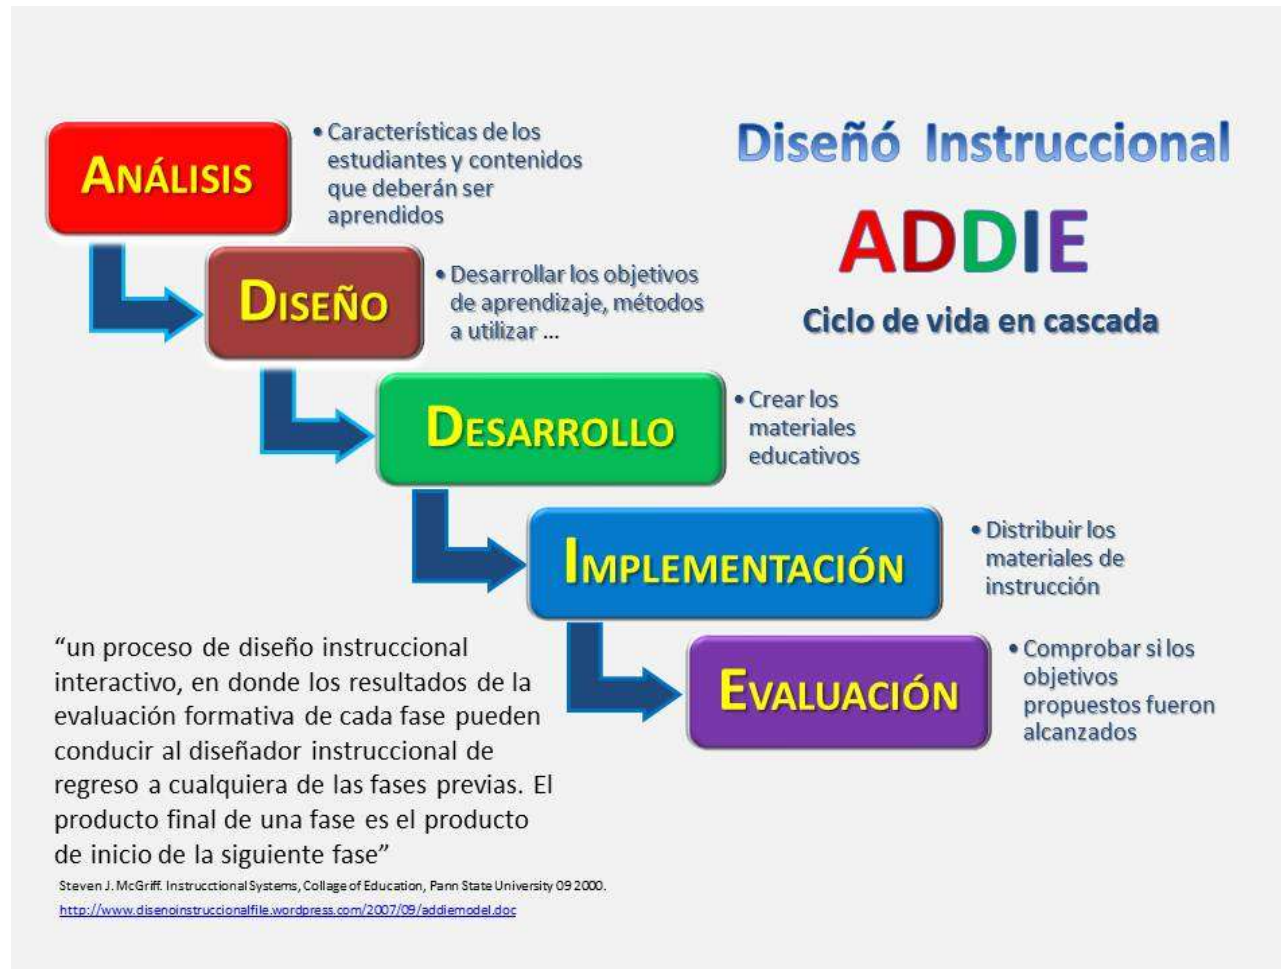 Diseñó Instruccional
ADDIE
Ciclo de vida en cascada
ANÁLISIS
• Características de los
estudiantes y contenidos
que deberán ser
aprendidos
DISEÑO
• Desarrollar los objetivos
de aprendizaje, métodos
a utilizar ...
DESARROLLO
• Crear los
materiales
educativos
IMPLEMENTACIÓN
• Distribuir los
materiales de
instrucción
EVALUACIÓN
• Comprobar si los
objetivos
propuestos fueron
alcanzados
“un proceso de diseño instruccional
interactivo, en donde los resultados de la
evaluación formativa de cada fase pueden
conducir al diseñador instruccional de
regreso a cualquiera de las fases previas. El
producto final de una fase es el producto
de inicio de la siguiente fase”
Steven J. McGriff. Instrucctional Systems, Collage of Education, Pann State University 09 2000.
http://www.disenoinstruccionalfile.wordpress.com/2007/09/addiemodel.doc